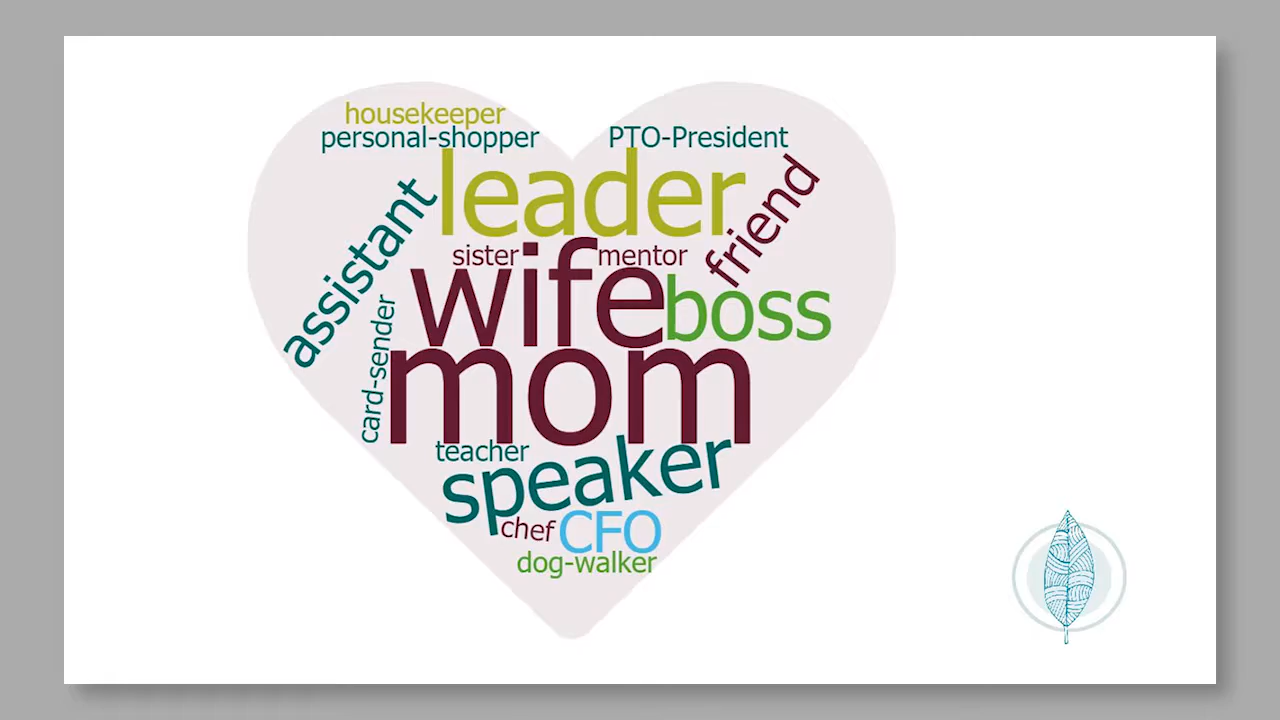 housekeeper
personal-shopper
PTO-President
leader
assistant
friend
sister
mentor
wife
boss
card-sender
mom
teacher
speaker
chef
CFO
dog-walker